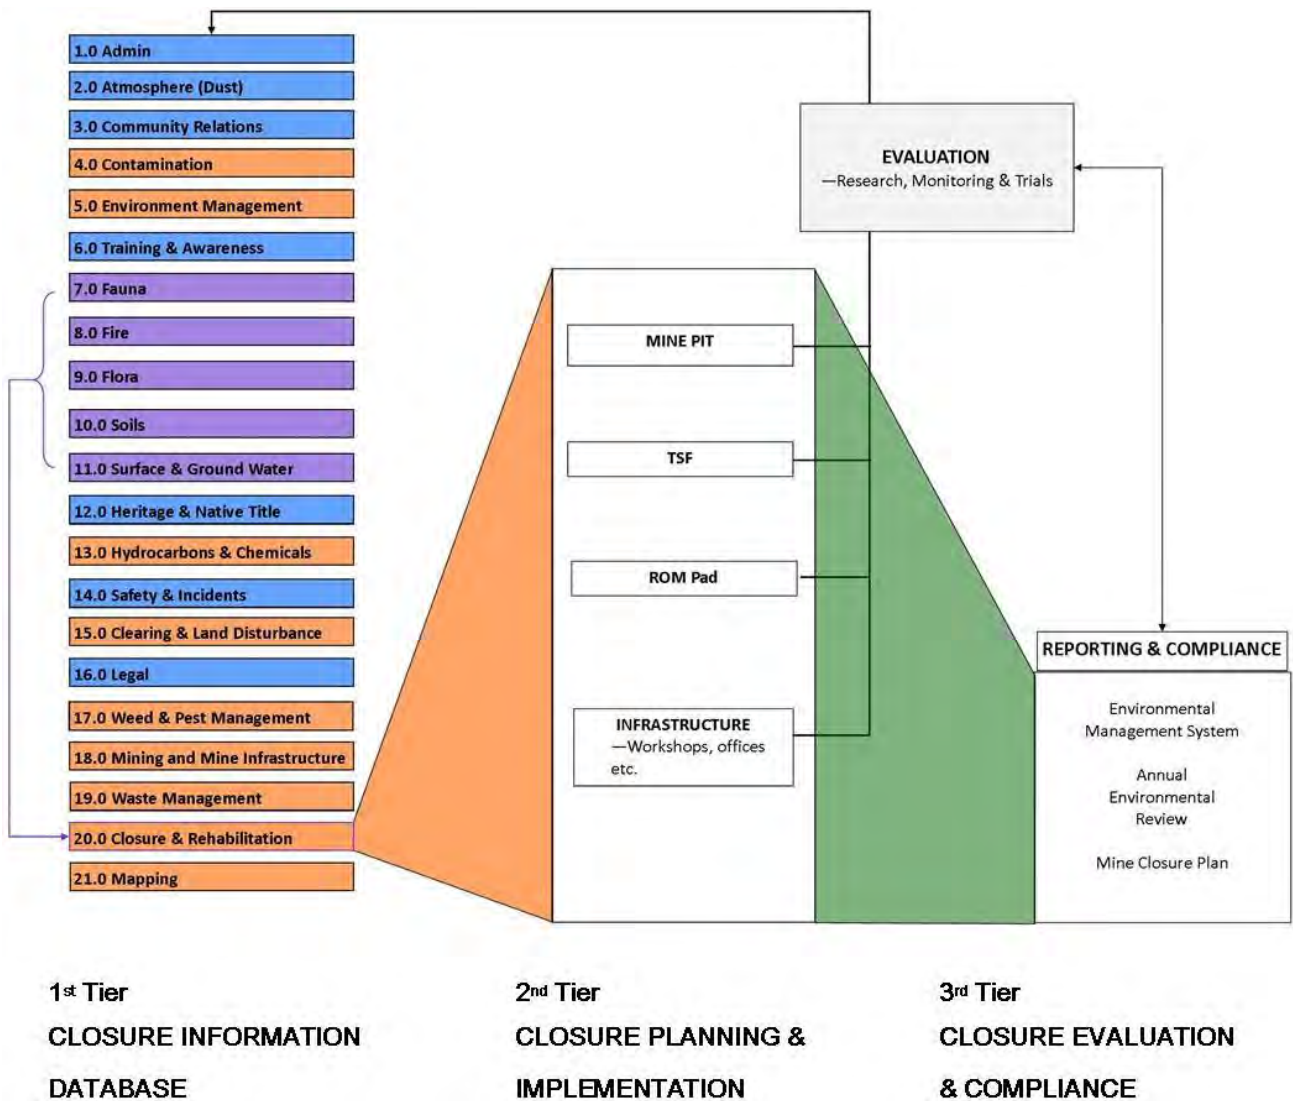 1.0 Admin
2.0 Atmosphere (Dust)
3.0 Community Relations
4.0 Contamination
5.0 Environment Management
6.0 Training & Awareness
7.0 Fauna
8.0 Fire
9.0 Flora
10.0 Soils
11.0 Surface & Ground Water
12.0 Heritage & Native Title
13.0 Hydrocarbons & Chemicals
14.0 Safety & Incidents
15.0 Clearing & Land Disturbance
16.0 Legal
17.0 Weed & Pest Management
18.0 Mining and Mine Infrastructure
19.0 Waste Management
20.0 Closure & Rehabilitation
21.0 Mapping
EVALUATION
—Research, Monitoring & Trials
MINE PIT
TSF
ROM Pad
INFRASTRUCTURE
—Workshops, offices
etc.
REPORTING & COMPLIANCE
Environmental
Management System
Annual
Environmental
Review
Mine Closure Plan
1st Tier
CLOSURE INFORMATION
DATABASE
2nd Tier
CLOSURE PLANNING &
IMPLEMENTATION
3rd Tier
CLOSURE EVALUATION
& COMPLIANCE